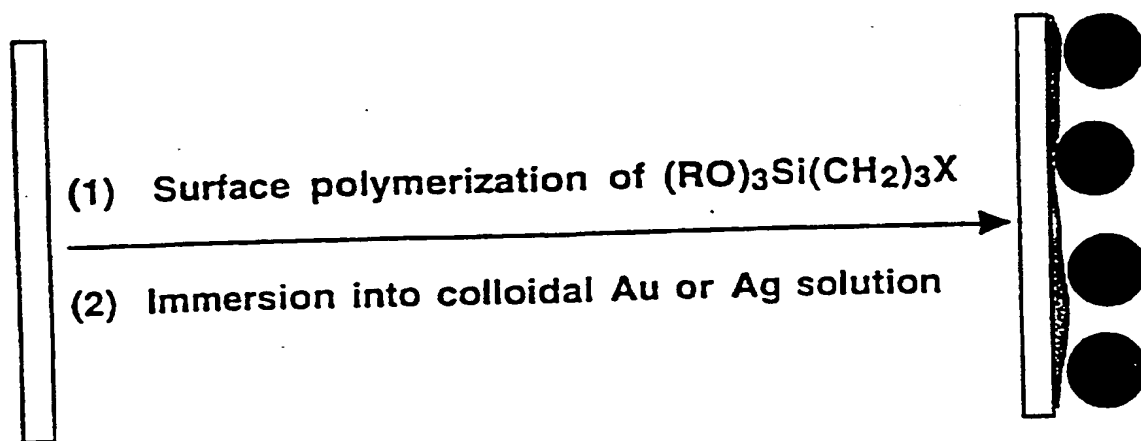 (1) Surface polymerization of (RO)₃Si(CH₂)₃X
(2) Immersion into colloidal Au or Ag solution